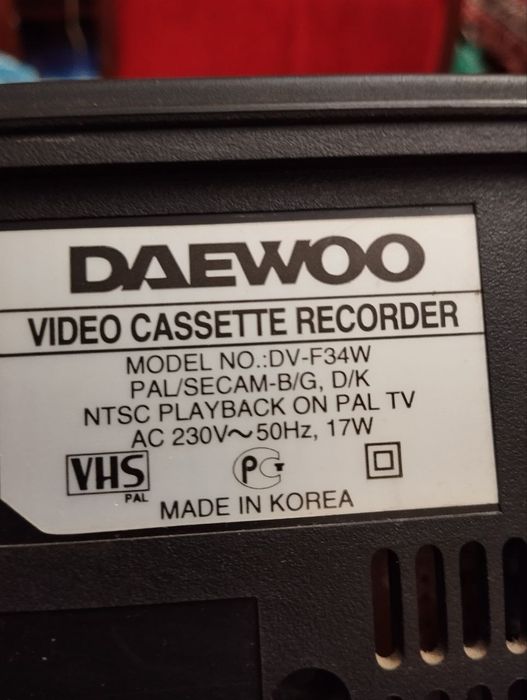 DAEWOO
VIDEO CASSETTE RECORDER
MODEL NO.:DV-F34W
PAL/SECAM-B/G, D/K
NTSC PLAYBACK ON PAL TV
AC 230V~50Hz, 17W
VHS
PAL
PCT
MADE IN KOREA